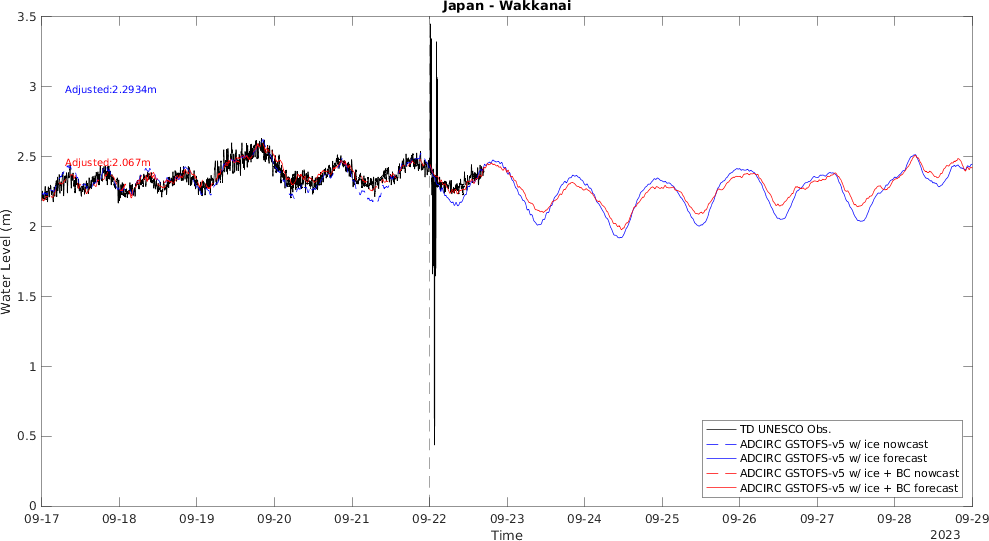 Japan - Wakkanai
3.5
3
2.5
2
1.5
1
0.5
0
Water Level (m)
Adjusted:2.2934m
Adjusted:2.067m
TD UNESCO Obs.
ADCIRC GSTOFS-v5 w/ ice nowcast
ADCIRC GSTOFS-v5 w/ ice forecast
ADCIRC GSTOFS-v5 w/ ice + BC nowcast
ADCIRC GSTOFS-v5 w/ ice + BC forecast
09-17 09-18 09-19 09-20 09-21 09-22 09-23 09-24 09-25 09-26 09-27 09-28 09-29
Time
2023